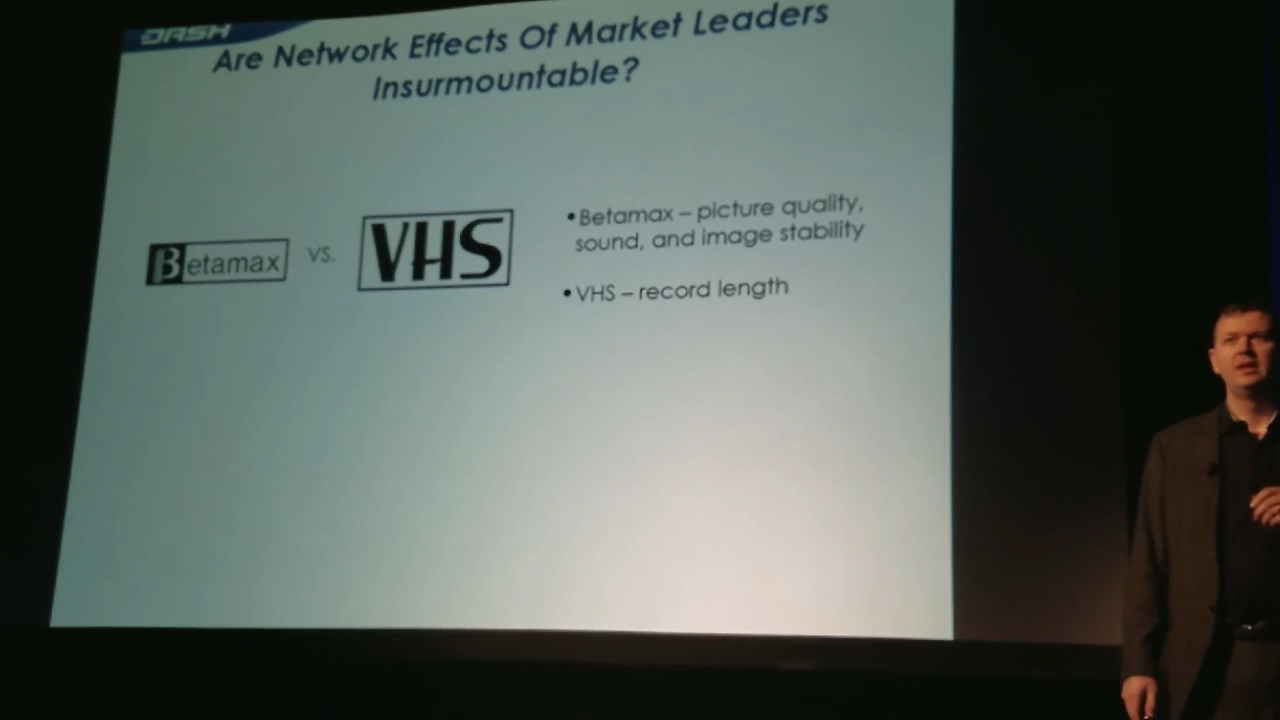 DASH
Are Network Effects Of Market Leaders
Insurmountable?
Betamax vs. VHS
•Betamax – picture quality,
sound, and image stability
•VHS – record length